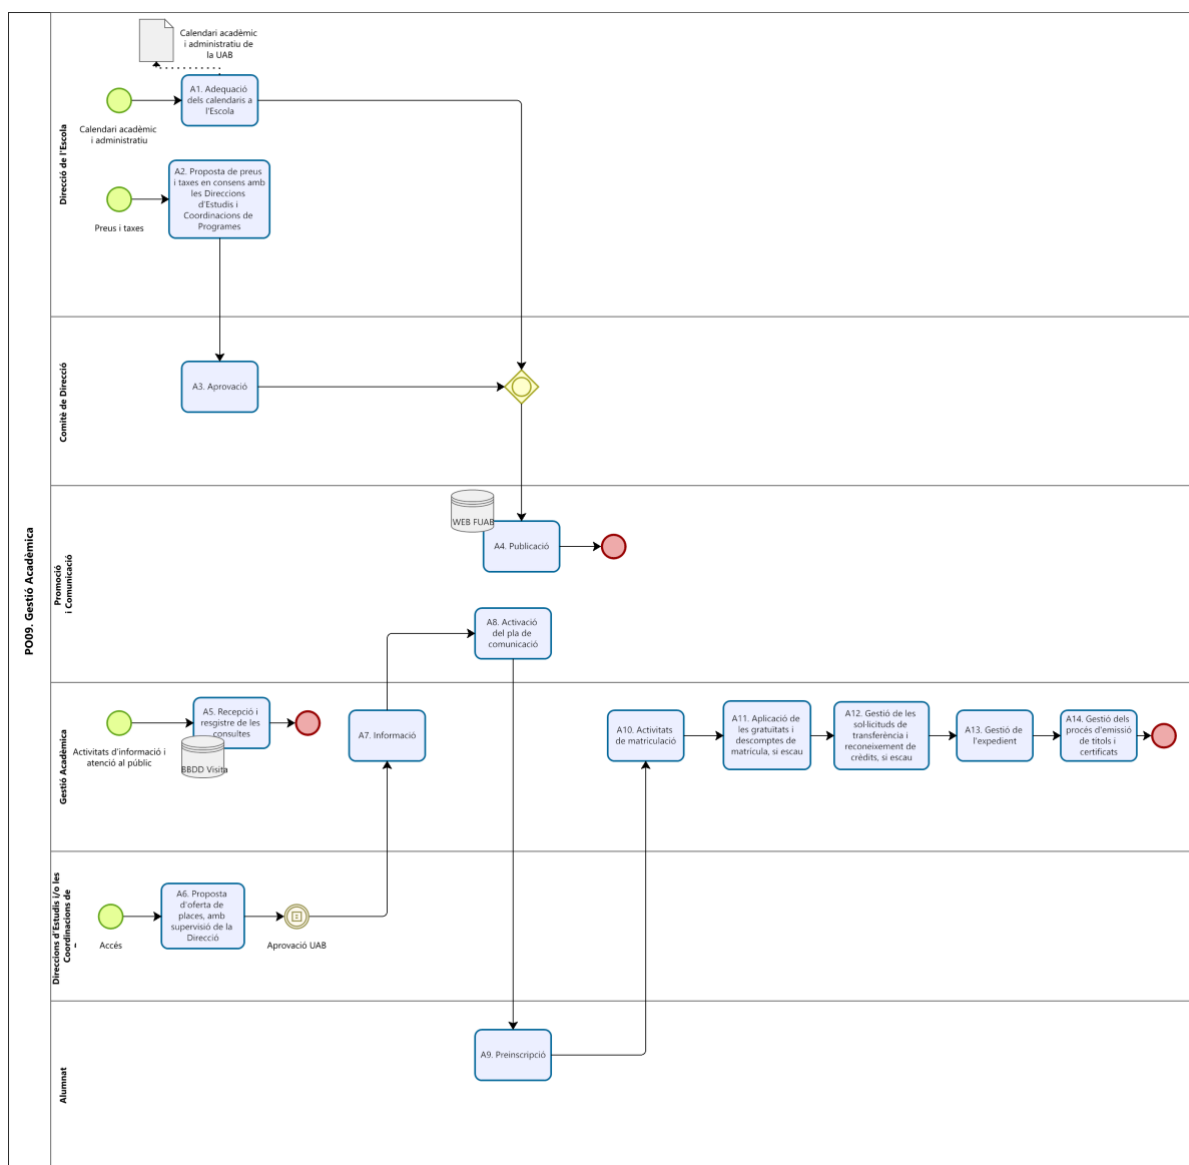 PO09. Gestió Acadèmica
Direcció de l'Escola
Calendari acadèmic
i administratiu de
la UAB
A1. Adequació
dels calendaris a
l'Escola
Calendari acadèmic
i administratiu
A2. Proposta de preus
i taxes en consens amb
les Direccions
d'Estudis i
Coordinacions de
Programes
Preus i taxes
Comitè de Direcció
A3. Aprovació
Promoció
i Comunicació
WEB FUAB
A4. Publicació
A8. Activació
del pla de
comunicació
Gestió Acadèmica
A5. Recepció i
resgistre de les
consultes
BBDD Visita
Activitats d'informació i
atenció al públic
A7. Informació
A10. Activitats
de matriculació
A11. Aplicació de
les gratuïtats i
descomptes de
matrícula, si escau
A12. Gestió de les
sol·licituds de
transferència i
reconeixement de
crèdits, si escau
A13. Gestió de
l'expedient
A14. Gestió dels
procés d'emissió
de títols i
certificats
Direccions d'Estudis i/o les
Coordinacions de
Accés
A6. Proposta
d'oferta de
places, amb
supervisió de la
Direcció
Aprovació UAB
Alumnat
A9. Preinscripció